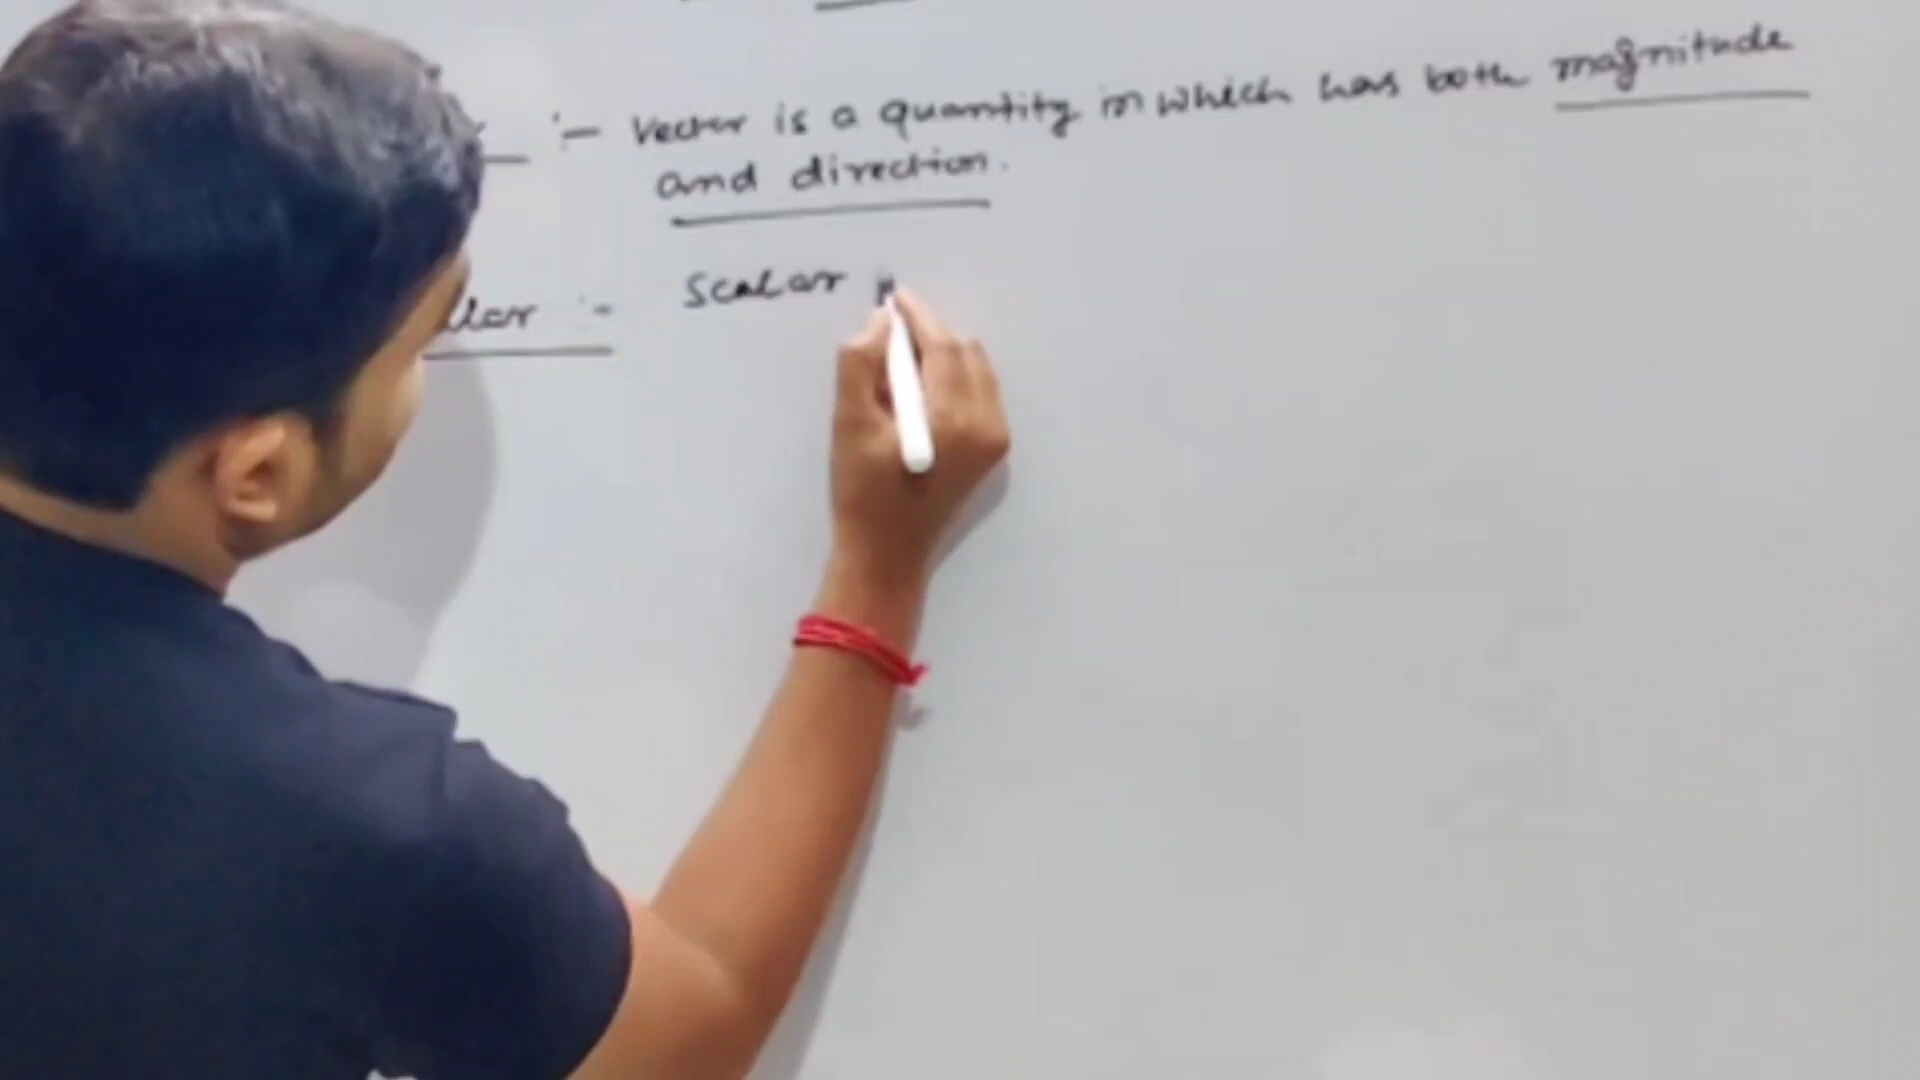 :- Vector is a quantity in which has both magnitude
and direction.
lar :- Scalar